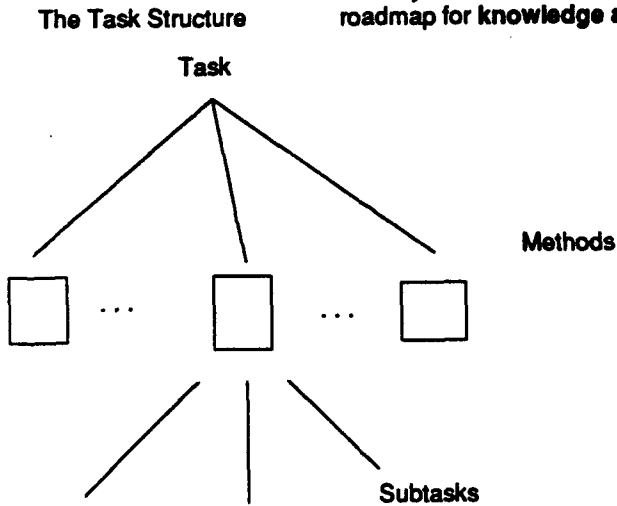 The Task Structure
roadmap for knowledge a
Task
Methods
... ...
Subtasks